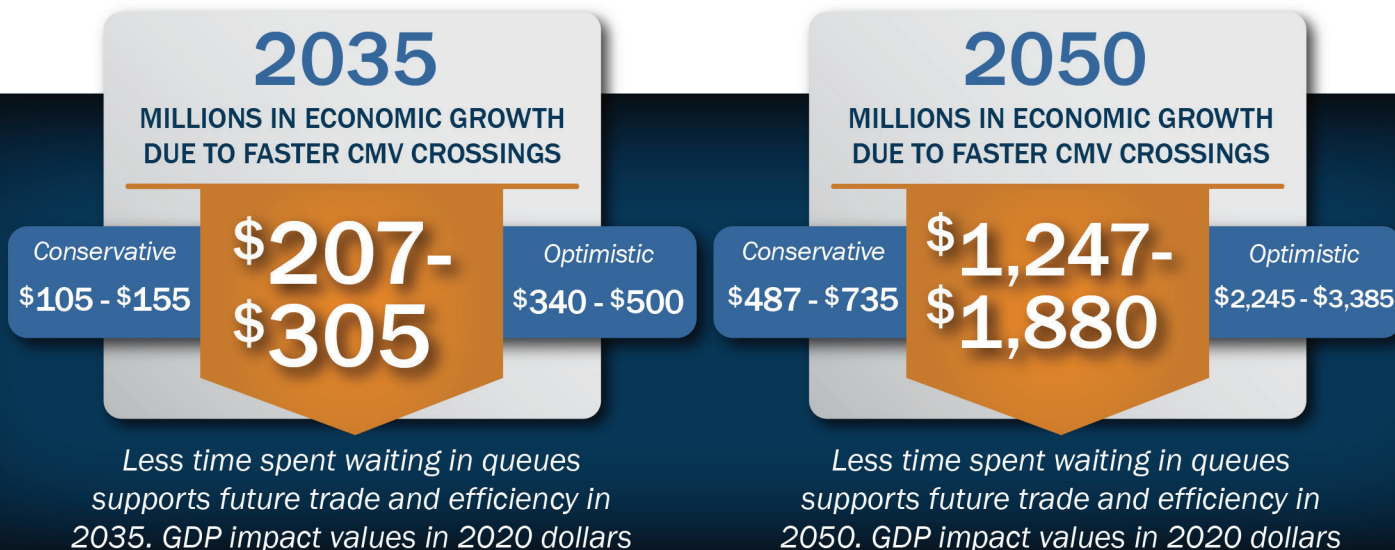 2035
MILLIONS IN ECONOMIC GROWTH
DUE TO FASTER CMV CROSSINGS
Conservative
$105 - $155
$207-
$305
Optimistic
$340 - $500
Less time spent waiting in queues
supports future trade and efficiency in
2035. GDP impact values in 2020 dollars
2050
MILLIONS IN ECONOMIC GROWTH
DUE TO FASTER CMV CROSSINGS
Conservative
$487 - $735
$1,247-
$1,880
Optimistic
$2,245 - $3,385
Less time spent waiting in queues
supports future trade and efficiency in
2050. GDP impact values in 2020 dollars